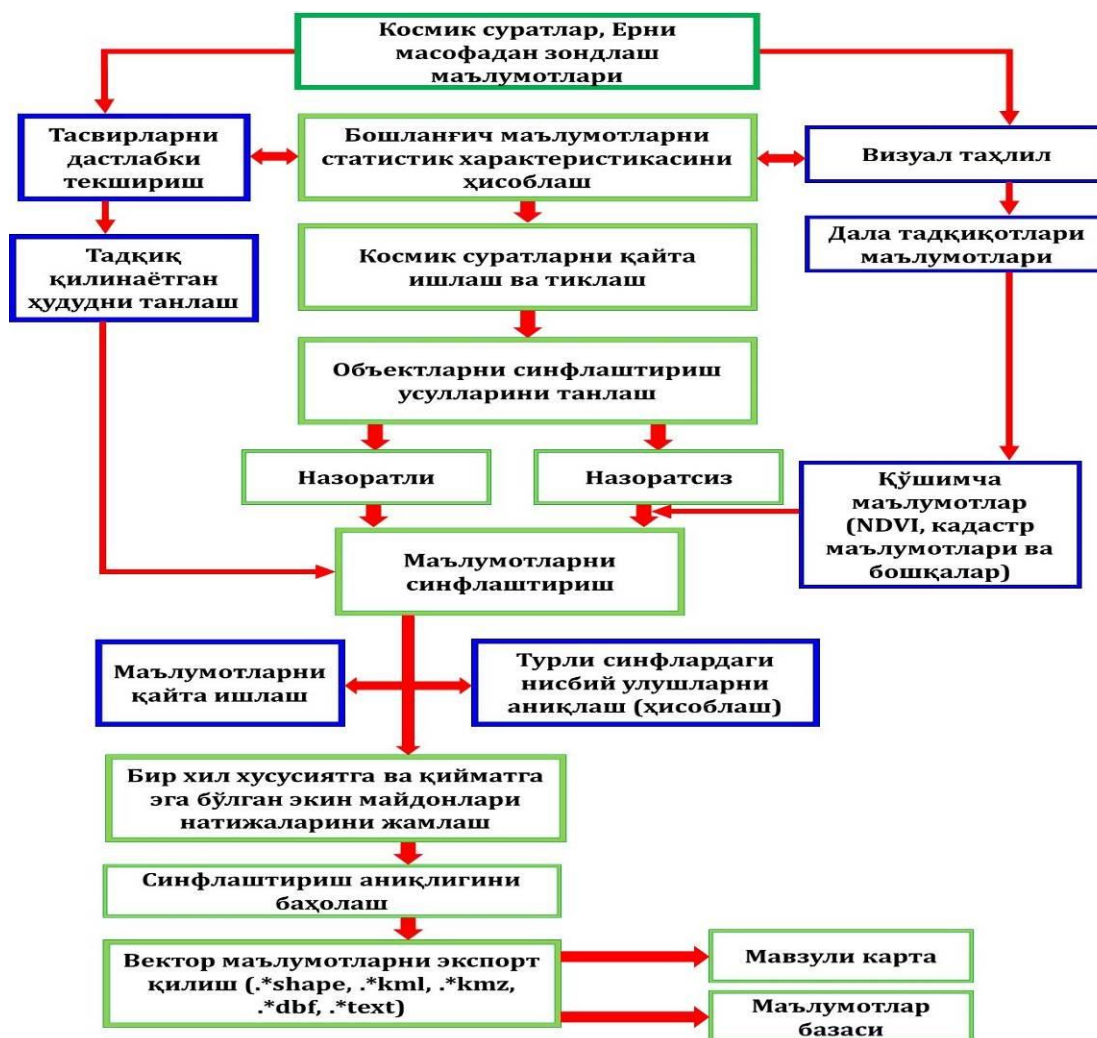 Космик суратлар, Ерни
масофадан зондлаш
маълумотлари
Тасвирларни
дастлабки
текшириш
Бошланғич маълумотларни
статистик характеристикасини
ҳисоблаш
Визуал таҳлил
Тадқиқ
қилинаётган
ҳудудни танлаш
Космик суратларни қайта
ишлаш ва тиклаш
Дала тадқиқотлари
маълумотлари
Объектларни синфлаштириш
усулларини танлаш
Назоратли
Назоратсиз
Қўшимча
маълумотлар
(NDVI, кадастр
маълумотлари ва
бошқалар)
Маълумотларни
синфлаштириш
Маълумотларни
қайта ишлаш
Турли синфлардаги
нисбий улушларни
аниқлаш (ҳисоблаш)
Бир хил хусусиятга ва қийматга
эга бўлган экин майдонлари
натижаларини жамлаш
Синфлаштириш аниқлигини
баҳолаш
Вектор маълумотларни экспорт
қилиш (.*shape, .*kml, .*kmz,
.*dbf, .*text)
Мавзули карта
Маълумотлар
базаси